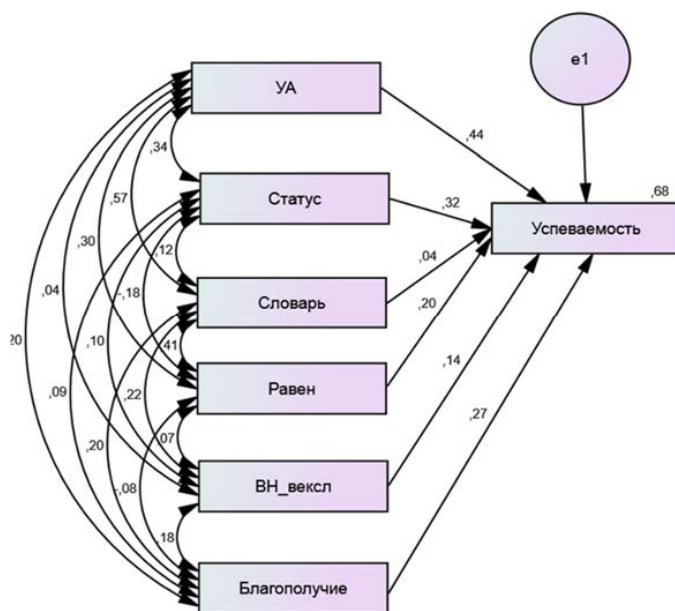 УА
e1
,34
,44
,57
Статус
,32
,68
Успеваемость
,30
,12
,04
-,18
Словарь
,04
,20
,10
,41
20
Равен
,09
,22
,14
,20
,07
ВН_вексл
,27
-,08
,18
Благополучие